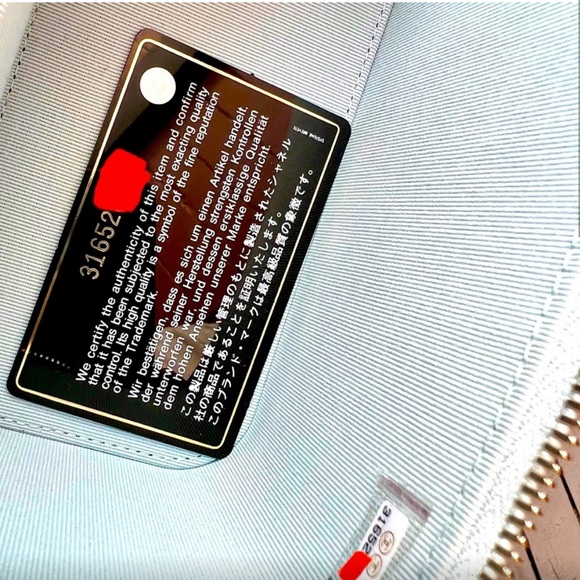 31652
We certify the authenticity of this item and confirm
that it had been subjected to the most exacting quality
control. Its high quality is a symbol of the fine reputation
of the Trademark.
Wir bestätigen, dass es sich um einen Artikel handelt,
der während seiner Herstellung strengsten Kontrollen
unterworfen war, und dessen erstklassige Qualität
dem hohen Ansehen unserer Marke entspricht.
この製品は厳しい管理のもとに製造されたシャネル
社の商品であることを証明いたします。
このブランド・マークは最高級品質の象徴です。
31652